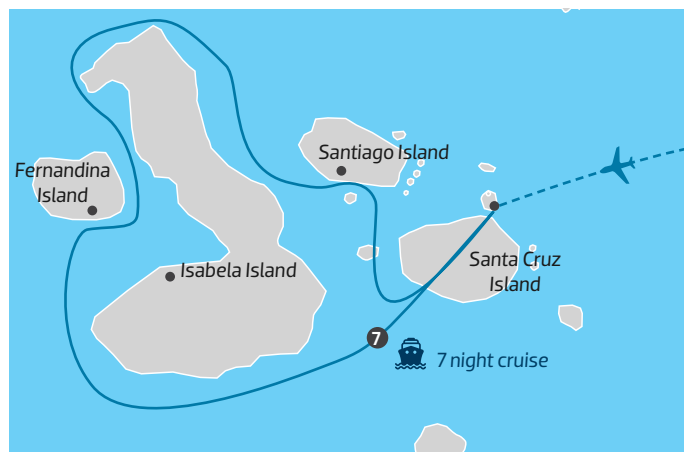 Santiago Island
Fernandina
Island
Santa Cruz
Island
Isabela Island
7
7 night cruise